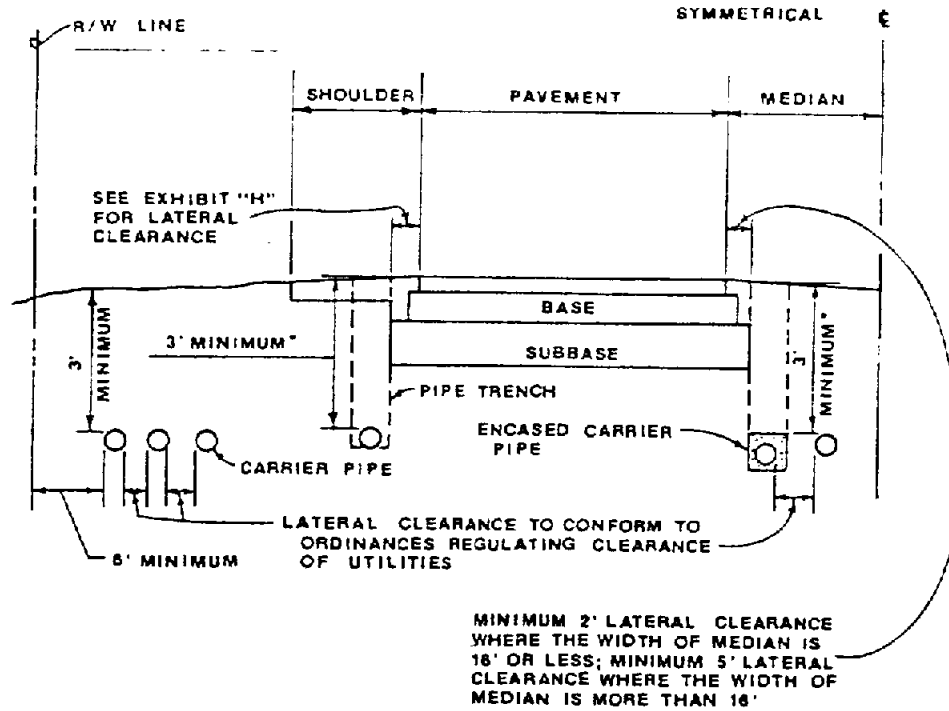 R/W LINE
SYMMETRICAL
℄
SHOULDER
PAVEMENT
MEDIAN
SEE EXHIBIT "H"
FOR LATERAL
CLEARANCE
BASE
3'
MINIMUM
3' MINIMUM*
SUBBASE
3'
MINIMUM*
PIPE TRENCH
ENCASED CARRIER
PIPE
CARRIER PIPE
LATERAL CLEARANCE TO CONFORM TO
ORDINANCES REGULATING CLEARANCE
OF UTILITIES
6' MINIMUM
MINIMUM 2' LATERAL CLEARANCE
WHERE THE WIDTH OF MEDIAN IS
16' OR LESS; MINIMUM 5' LATERAL
CLEARANCE WHERE THE WIDTH OF
MEDIAN IS MORE THAN 16'